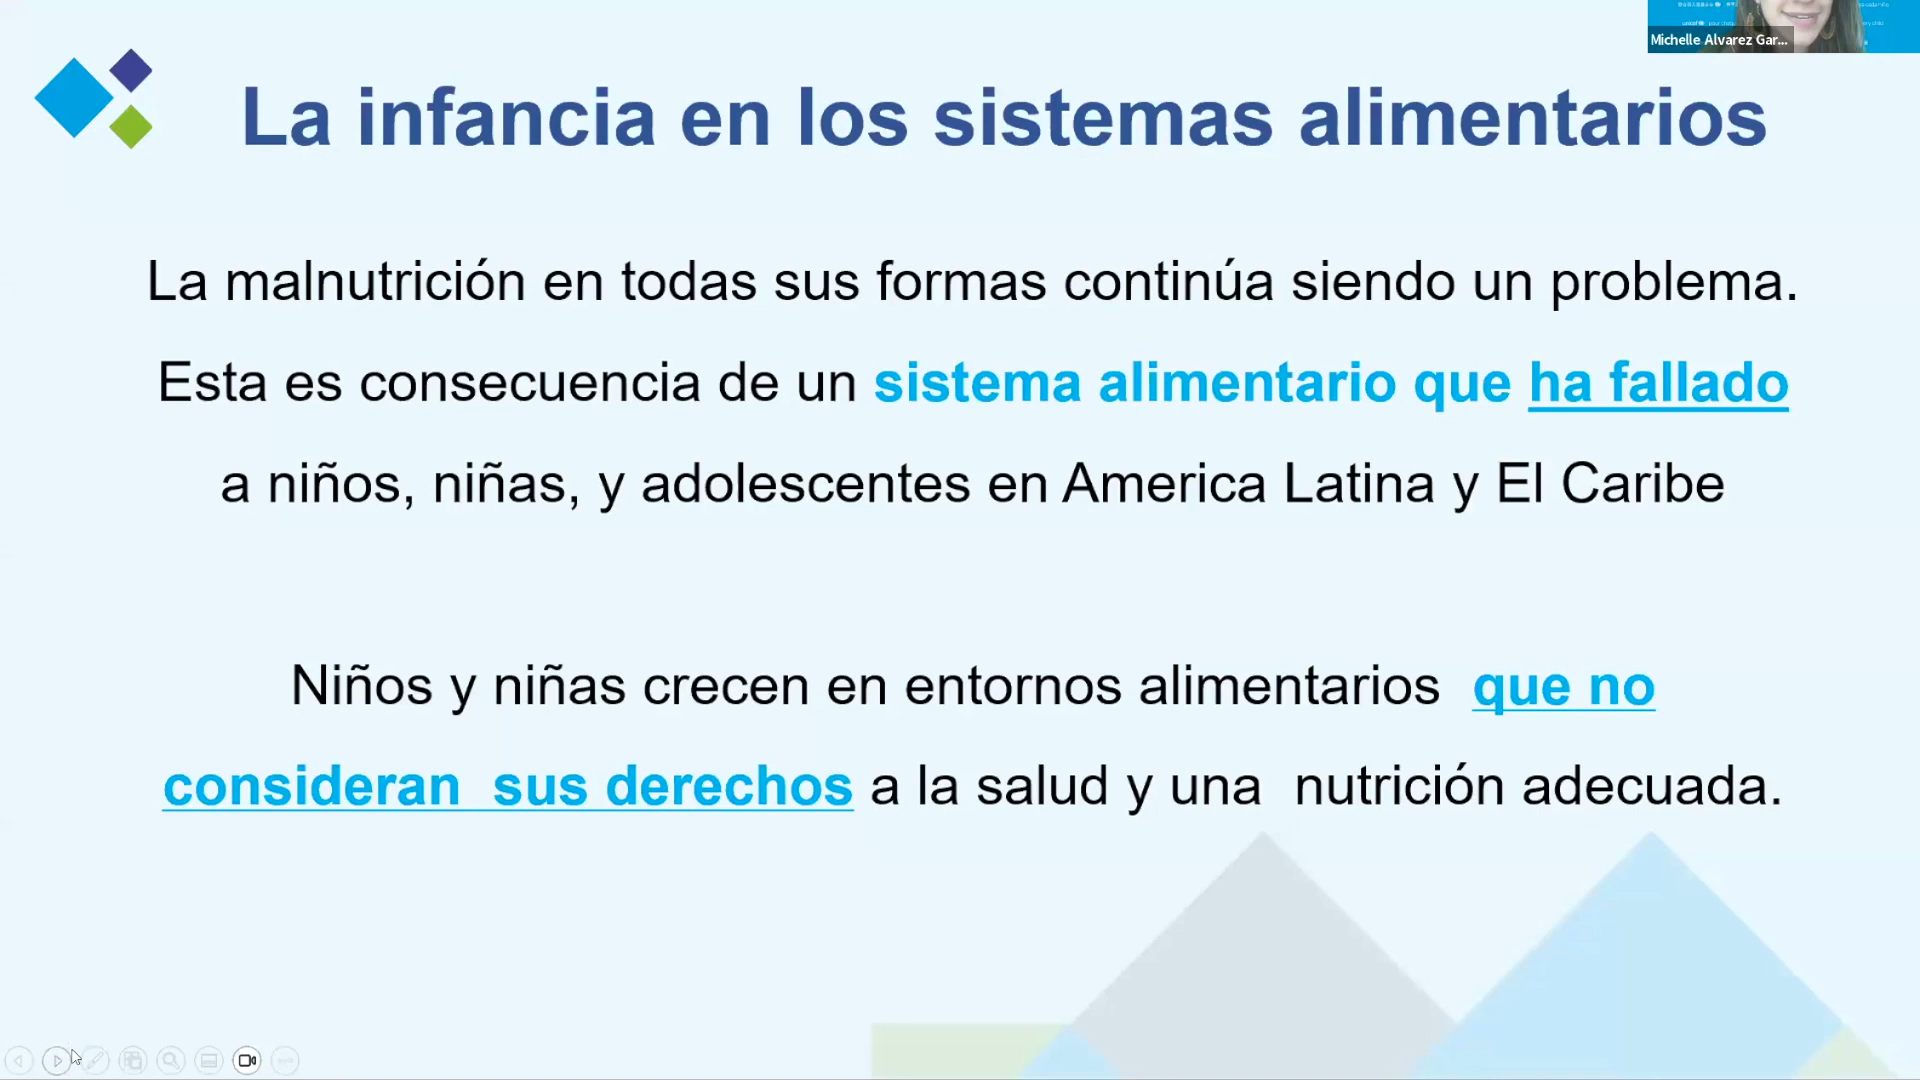 unicef
Michelle Alvarez Gar...
La infancia en los sistemas alimentarios
La malnutrición en todas sus formas continúa siendo un problema.
Esta es consecuencia de un sistema alimentario que ha fallado
a niños, niñas, y adolescentes en America Latina y El Caribe
Niños y niñas crecen en entornos alimentarios que no
consideran sus derechos a la salud y una nutrición adecuada.